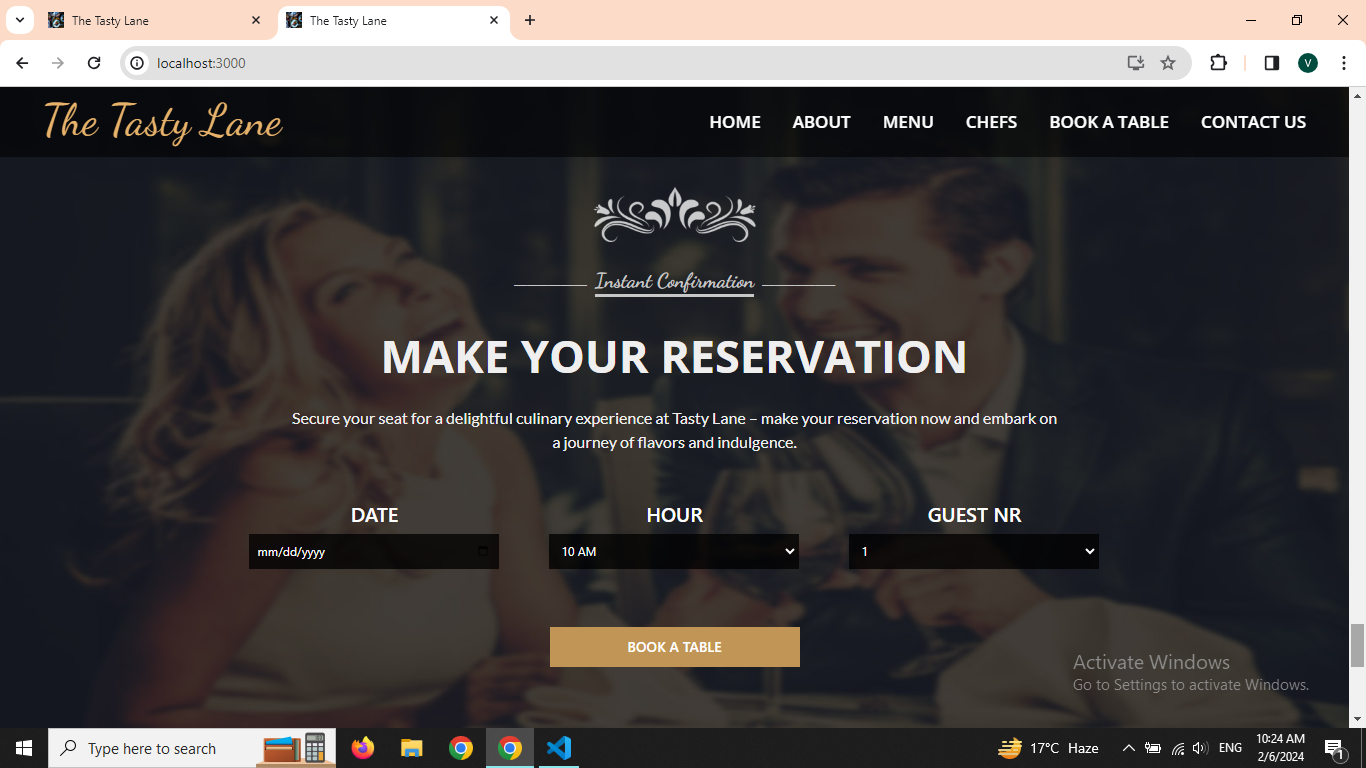 The Tasty Lane
The Tasty Lane
localhost:3000
V
The Tasty Lane
HOME ABOUT MENU CHEFS BOOK A TABLE CONTACT US
Instant Confirmation
MAKE YOUR RESERVATION
Secure your seat for a delightful culinary experience at Tasty Lane – make your reservation now and embark on
a journey of flavors and indulgence.
DATE HOUR GUEST NR
mm/dd/yyyy 10 AM 1
BOOK A TABLE
Activate Windows
Go to Settings to activate Windows.
Type here to search
17°C Haze
ENG
10:24 AM
2/6/2024
1